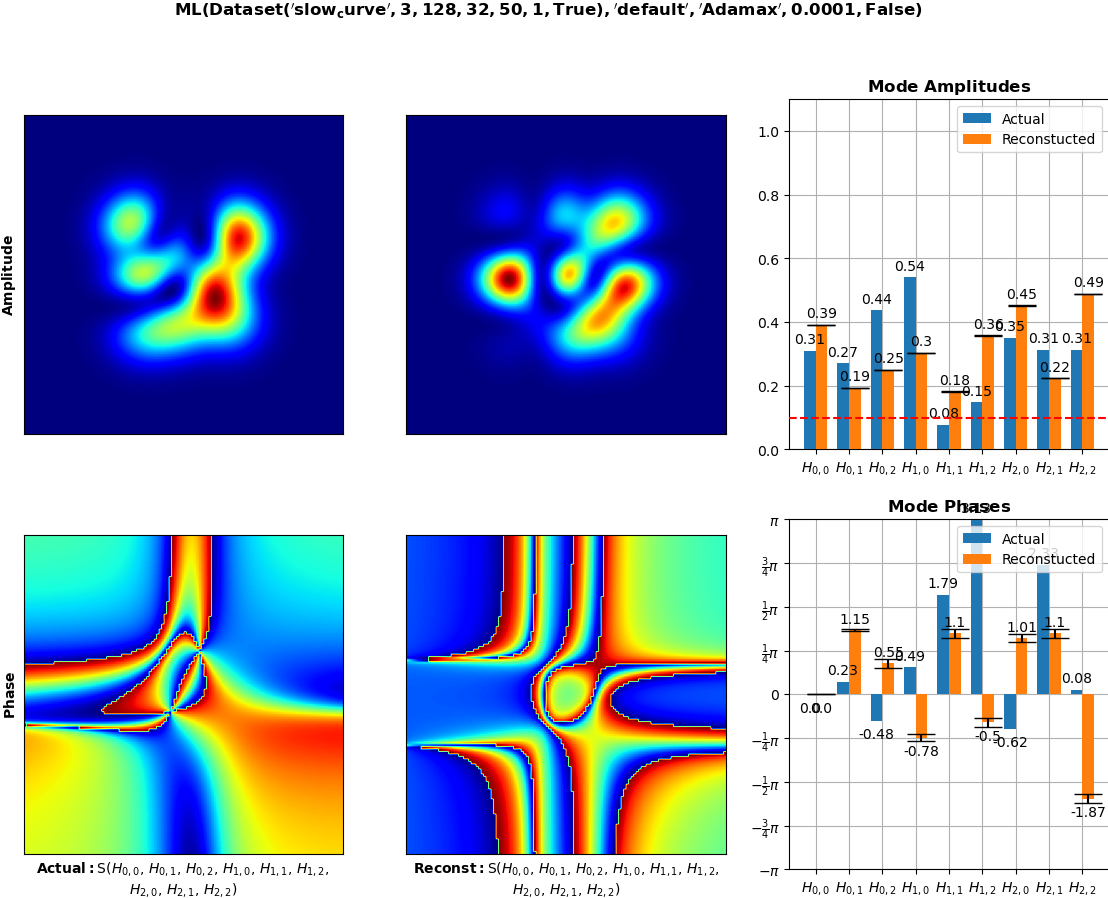 ML(Dataset('slow_curve', 3, 128, 32, 50, 1, True), 'default', 'Adamax', 0.0001, False)
Amplitude
Mode Amplitudes
Actual
Reconstucted
1.0
0.8
0.6
0.4
0.2
0.0
0.31 0.39 0.27 0.19 0.44 0.25 0.54 0.3 0.08 0.18 0.15 0.36 0.35 0.45 0.31 0.22 0.31 0.49
H0,0 H0,1 H0,2 H1,0 H1,1 H1,2 H2,0 H2,1 H2,2
Phase
Actual: S(H0,0, H0,1, H0,2, H1,0, H1,1, H1,2,
H2,0, H2,1, H2,2)
Reconst: S(H0,0, H0,1, H0,2, H1,0, H1,1, H1,2,
H2,0, H2,1, H2,2)
Mode Phases
Actual
Reconstucted
π
3/4π
1/2π
1/4π
0
−1/4π
−1/2π
−3/4π
−π
0.0 0.23 1.15 -0.48 0.55 0.49 -0.78 1.79 1.1 -0.5 -0.62 1.01 1.1 0.08 -1.87
H0,0 H0,1 H0,2 H1,0 H1,1 H1,2 H2,0 H2,1 H2,2